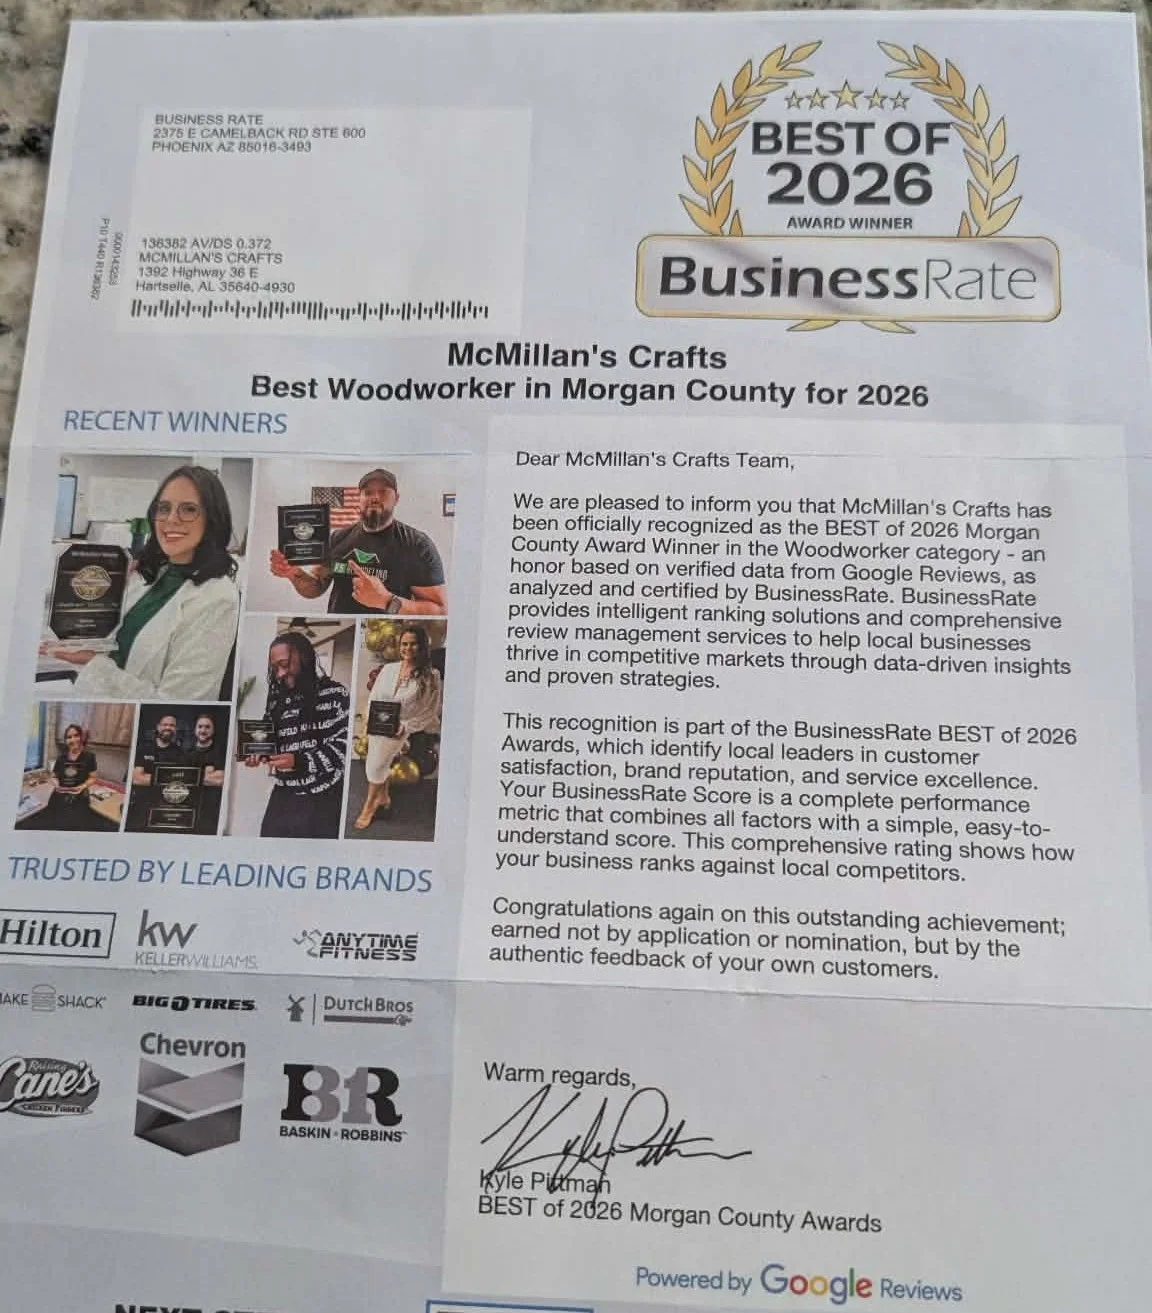 BUSINESS RATE
2375 E CAMELBACK RD STE 600
PHOENIX AZ 85016-3493
BEST OF
2026
AWARD WINNER
BusinessRate
136382 AV/DS 0.372
MCMILLAN'S CRAFTS
1392 Highway 36 E
Hartselle, AL 35640-4930
McMillan's Crafts
Best Woodworker in Morgan County for 2026
RECENT WINNERS
Dear McMillan's Crafts Team,
We are pleased to inform you that McMillan's Crafts has
been officially recognized as the BEST of 2026 Morgan
County Award Winner in the Woodworker category - an
honor based on verified data from Google Reviews, as
analyzed and certified by BusinessRate. BusinessRate
provides intelligent ranking solutions and comprehensive
review management services to help local businesses
thrive in competitive markets through data-driven insights
and proven strategies.
This recognition is part of the BusinessRate BEST of 2026
Awards, which identify local leaders in customer
satisfaction, brand reputation, and service excellence.
Your BusinessRate Score is a complete performance
metric that combines all factors with a simple, easy-to-
understand score. This comprehensive rating shows how
your business ranks against local competitors.
Congratulations again on this outstanding achievement;
earned not by application or nomination, but by the
authentic feedback of your own customers.
TRUSTED BY LEADING BRANDS
Hilton
kw
KELLERWILLIAMS.
ANYTIME
FITNESS
SHACK
BIG O TIRES
DUTCH BROS
Raising
Cane's
CHICKEN FINGERS
Chevron
BR
BASKIN-ROBBINS
Warm regards,
Kyle Pittman
BEST of 2026 Morgan County Awards
Powered by Google Reviews